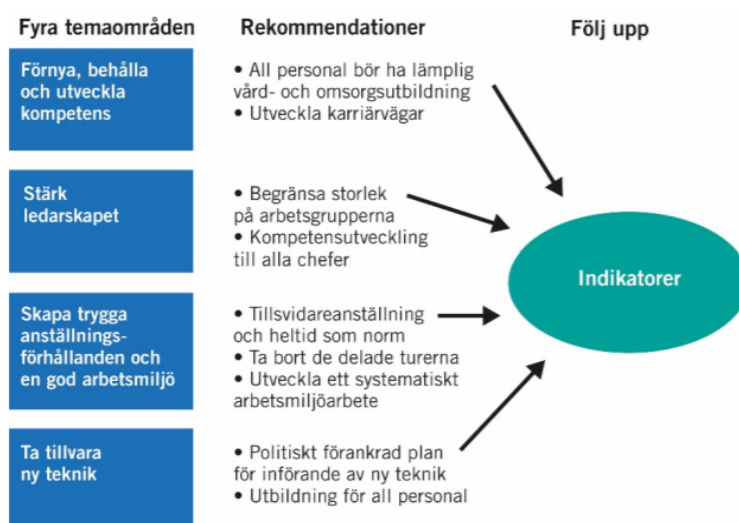 Fyra temaområden
Rekommendationer
Följ upp
Förnya, behålla
och utveckla
kompetens
• All personal bör ha lämplig
vård- och omsorgsutbildning
• Utveckla karriärvägar
Stärk
ledarskapet
• Begränsa storlek
på arbetsgrupperna
• Kompetensutveckling
till alla chefer
Indikatorer
Skapa trygga
anställnings-
förhållanden och
en god arbetsmiljö
• Tillsvidareanställning
och heltid som norm
• Ta bort de delade turerna
• Utveckla ett systematiskt
arbetsmiljöarbete
Ta tillvara
ny teknik
• Politiskt förankrad plan
för införande av ny teknik
• Utbildning för all personal